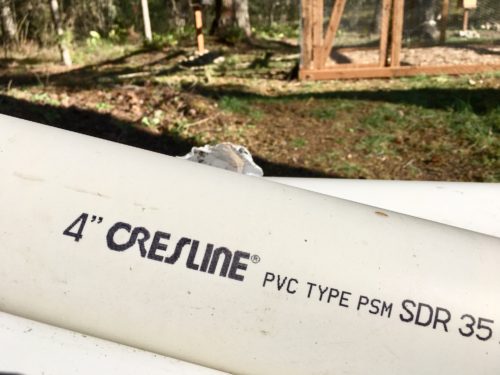 4" CRESLINE® PVC TYPE PSM SDR 35